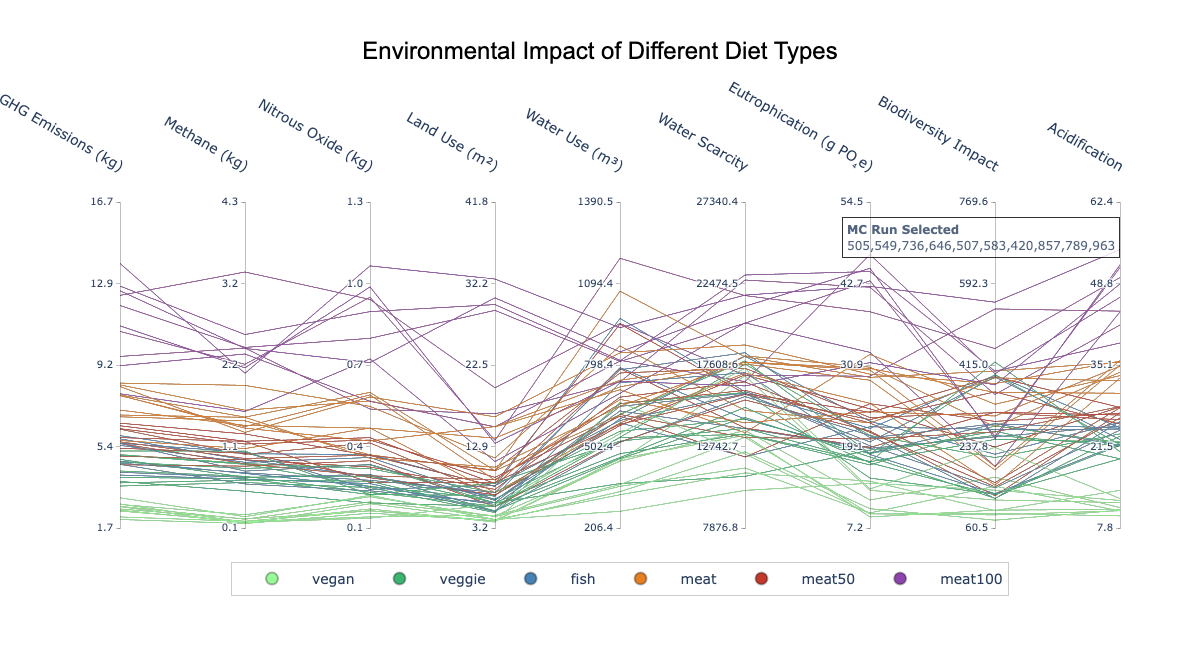 Environmental Impact of Different Diet Types
GHG Emissions (kg)
Methane (kg)
Nitrous Oxide (kg)
Land Use (m²)
Water Use (m³)
Water Scarcity
Eutrophication (g PO₄e)
Biodiversity Impact
Acidification
16.7 4.3 1.3 41.8 1390.5 27340.4 54.5 769.6 62.4
MC Run Selected
505,549,736,646,507,583,420,857,789,963
12.9 3.2 1.0 32.2 1094.4 22474.5 42.7 592.3 48.8
9.2 2.2 0.7 22.5 798.4 17608.6 30.9 415.0 35.1
5.4 1.1 0.4 12.9 502.4 12742.7 19.1 237.8 21.5
1.7 0.1 0.1 3.2 206.4 7876.8 7.2 60.5 7.8
vegan veggie fish meat meat50 meat100